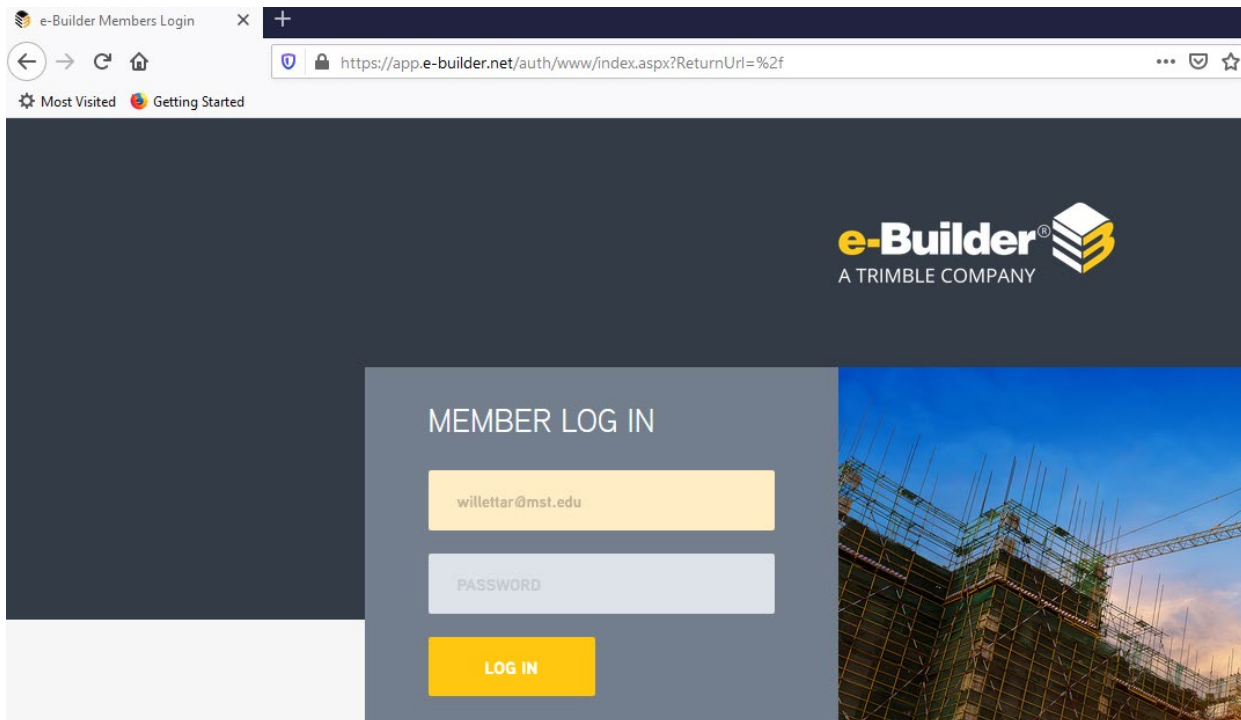 e-Builder Members Login
https://app.e-builder.net/auth/www/index.aspx?ReturnUrl=%2f
Most Visited Getting Started
e-Builder®
A TRIMBLE COMPANY
MEMBER LOG IN
willettar@mst.edu
PASSWORD
LOG IN